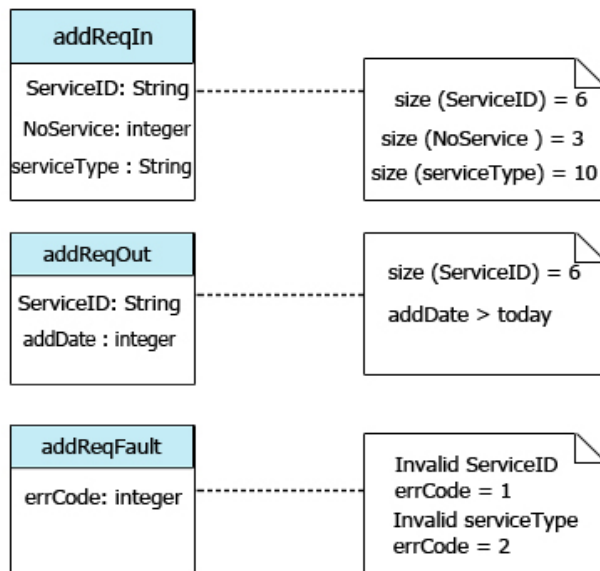 addReqIn
ServiceID: String
NoService: integer
serviceType : String
size (ServiceID) = 6
size (NoService ) = 3
size (serviceType) = 10
addReqOut
ServiceID: String
addDate : integer
size (ServiceID) = 6
addDate > today
addReqFault
errCode: integer
Invalid ServiceID
errCode = 1
Invalid serviceType
errCode = 2